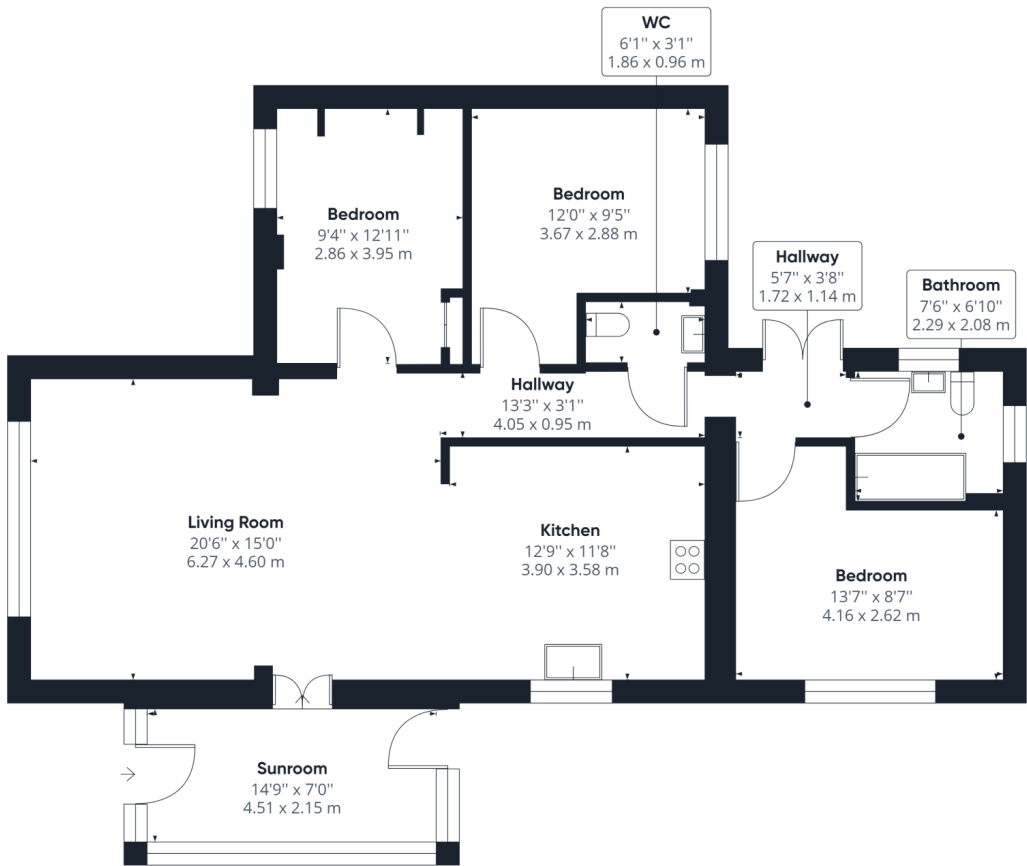 WC
6'1" x 3'1"
1.86 x 0.96 m
Bedroom
9'4" x 12'11"
2.86 x 3.95 m
Bedroom
12'0" x 9'5"
3.67 x 2.88 m
Hallway
5'7" x 3'8"
1.72 x 1.14 m
Bathroom
7'6" x 6'10"
2.29 x 2.08 m
Hallway
13'3" x 3'1"
4.05 x 0.95 m
Living Room
20'6" x 15'0"
6.27 x 4.60 m
Kitchen
12'9" x 11'8"
3.90 x 3.58 m
Bedroom
13'7" x 8'7"
4.16 x 2.62 m
Sunroom
14'9" x 7'0"
4.51 x 2.15 m